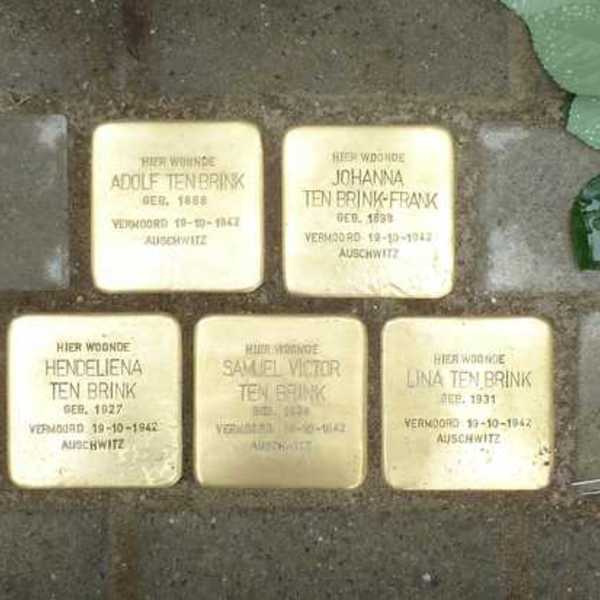 HIER WOONDE
ADOLF TEN BRINK
GEB. 1888
VERMOORD 19-10-1942
AUSCHWITZ
HIER WOONDE
JOHANNA
TEN BRINK-FRANK
GEB.
VERMOORD 19-10-1942
AUSCHWITZ
HIER WOONDE
HENDELIENA
TEN BRINK
GEB. 1927
VERMOORD 19-10-1942
AUSCHWITZ
HIER WOONDE
SAMUEL VICTOR
TEN BRINK
GEB.
VERMOORD 19-10-1942
AUSCHWITZ
HIER WOONDE
LINA TEN BRINK
GEB. 1931
VERMOORD 19-10-1942
AUSCHWITZ